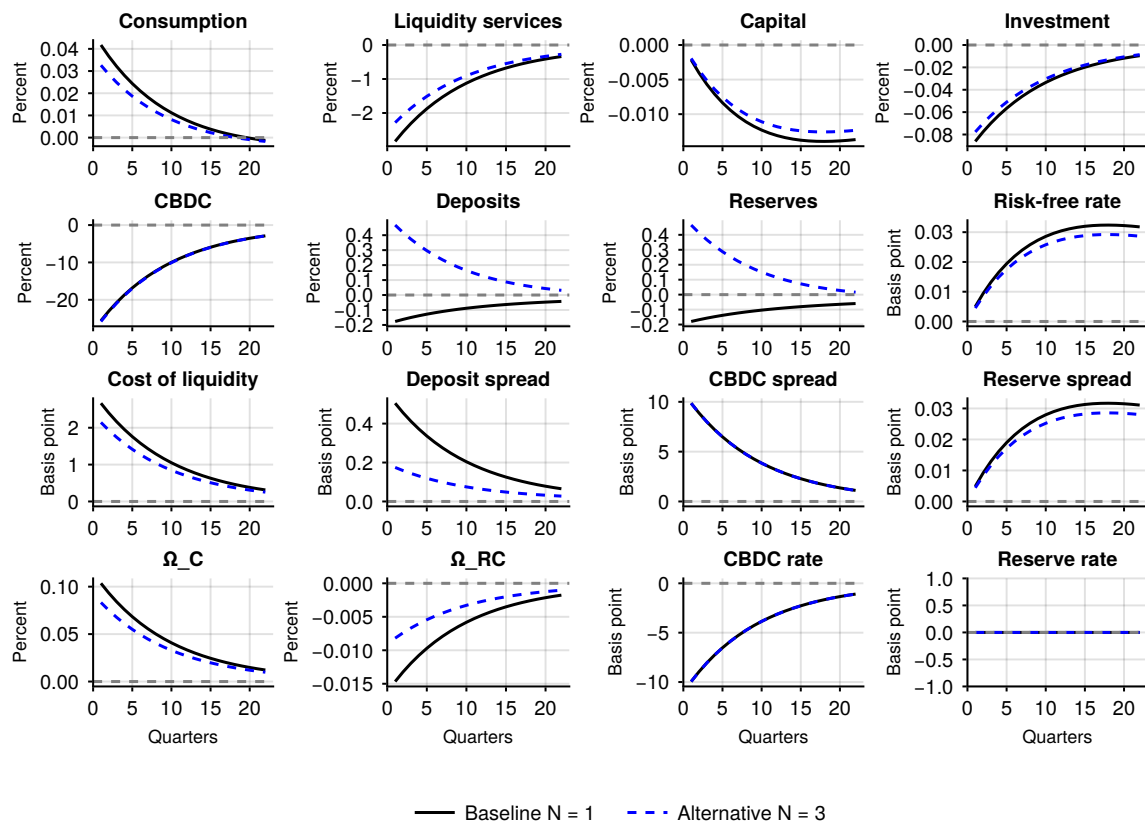 Consumption
Liquidity services
Capital
Investment
Percent
0.04
0.03
0.02
0.01
0.00
0 5 10 15 20
Percent
0
−1
−2
0 5 10 15 20
Percent
0.000
−0.005
−0.010
0 5 10 15 20
Percent
0.00
−0.02
−0.04
−0.06
−0.08
0 5 10 15 20
CBDC
Deposits
Reserves
Risk-free rate
Percent
0
−10
−20
0 5 10 15 20
Percent
0.4
0.3
0.2
0.1
0.0
−0.1
−0.2
0 5 10 15 20
Percent
0.4
0.3
0.2
0.1
0.0
−0.1
−0.2
0 5 10 15 20
Basis point
0.03
0.02
0.01
0.00
0 5 10 15 20
Cost of liquidity
Deposit spread
CBDC spread
Reserve spread
Basis point
2
1
0
0 5 10 15 20
Basis point
0.4
0.2
0.0
0 5 10 15 20
Basis point
10
5
0
0 5 10 15 20
Basis point
0.03
0.02
0.01
0.00
0 5 10 15 20
Ω_C
Ω_RC
CBDC rate
Reserve rate
Percent
0.10
0.05
0.00
0 5 10 15 20
Quarters
Percent
0.000
−0.005
−0.010
−0.015
0 5 10 15 20
Quarters
Basis point
0
−5
−10
0 5 10 15 20
Quarters
Basis point
1.0
0.5
0.0
−0.5
−1.0
0 5 10 15 20
Quarters
Baseline N = 1
Alternative N = 3